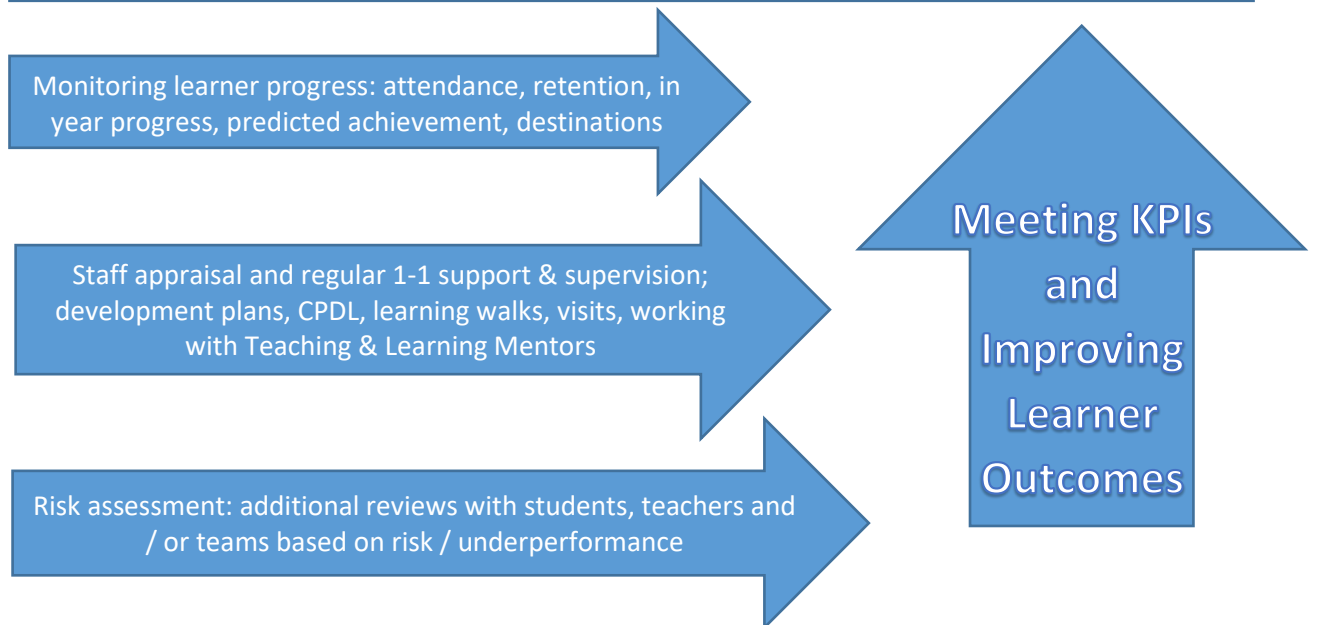 Monitoring learner progress: attendance, retention, in
year progress, predicted achievement, destinations
Staff appraisal and regular 1-1 support & supervision;
development plans, CPDL, learning walks, visits, working
with Teaching & Learning Mentors
Risk assessment: additional reviews with students, teachers and
/ or teams based on risk / underperformance
Meeting KPIs
and
Improving
Learner
Outcomes